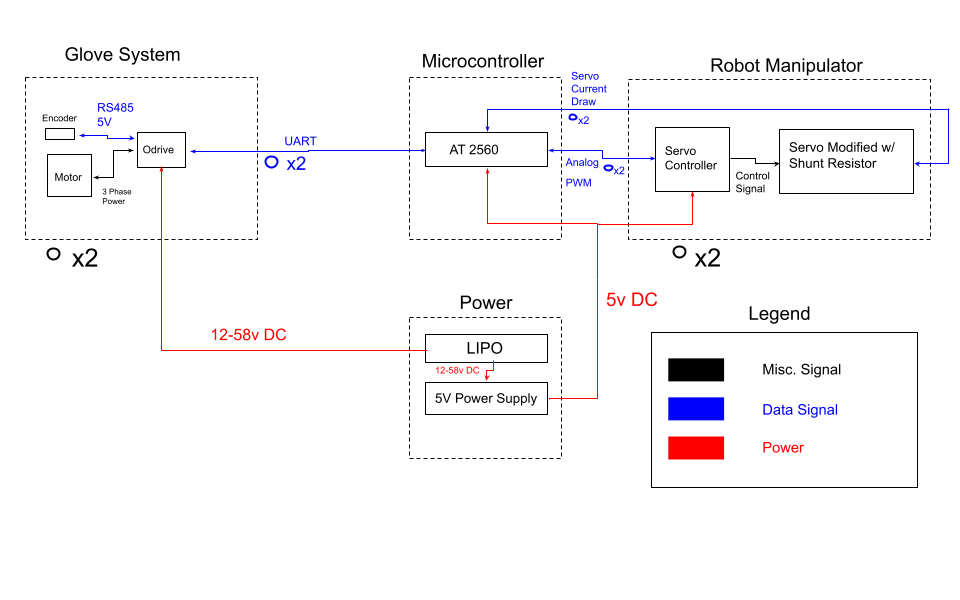 Glove System
Encoder
RS485
5V
Odrive
Motor
3 Phase
Power
x2
UART
x2
Microcontroller
AT 2560
Servo
Current
Draw
x2
Analog
x2
PWM
Robot Manipulator
Servo
Controller
Control
Signal
Servo Modified w/
Shunt Resistor
x2
5v DC
12-58v DC
Power
LIPO
12-58v DC
5V Power Supply
Legend
Misc. Signal
Data Signal
Power